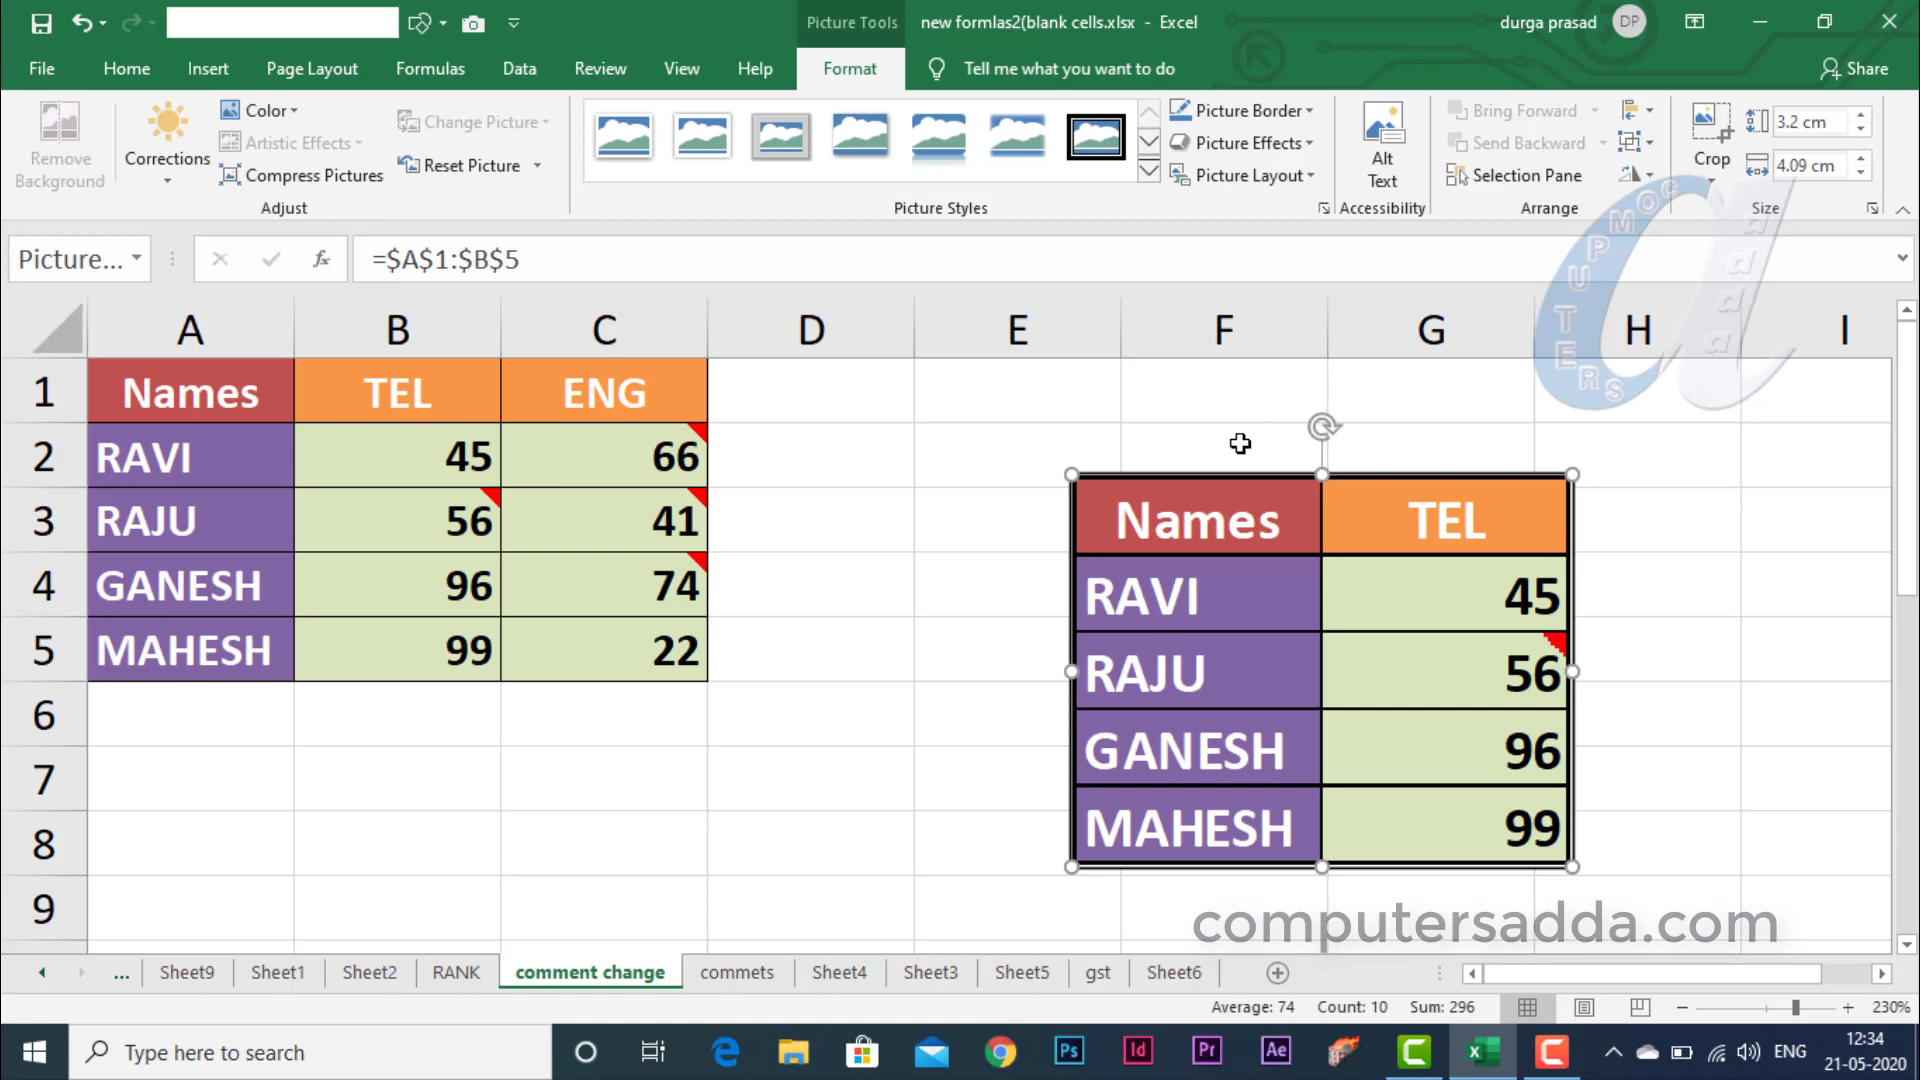 Picture Tools
new formlas2(blank cells.xlsx - Excel
durga prasad DP
File Home Insert Page Layout Formulas Data Review View Help Format Tell me what you want to do Share
Remove Background
Corrections
Color
Artistic Effects
Compress Pictures
Change Picture
Reset Picture
Adjust
Picture Styles
Picture Border
Picture Effects
Picture Layout
Alt Text
Accessibility
Bring Forward
Send Backward
Selection Pane
Arrange
Crop
3.2 cm
4.09 cm
Size
COMPUTERS
adda
Picture... fx =$A$1:$B$5
A B C D E F G H I
1 Names TEL ENG
2 RAVI 45 66
3 RAJU 56 41
4 GANESH 96 74
5 MAHESH 99 22
6
7
8
9
Names TEL
RAVI 45
RAJU 56
GANESH 96
MAHESH 99
computersadda.com
... Sheet9 Sheet1 Sheet2 RANK comment change commets Sheet4 Sheet3 Sheet5 gst Sheet6
Average: 74 Count: 10 Sum: 296 230%
Type here to search
Ps Id Pr Ae
ENG
12:34
21-05-2020